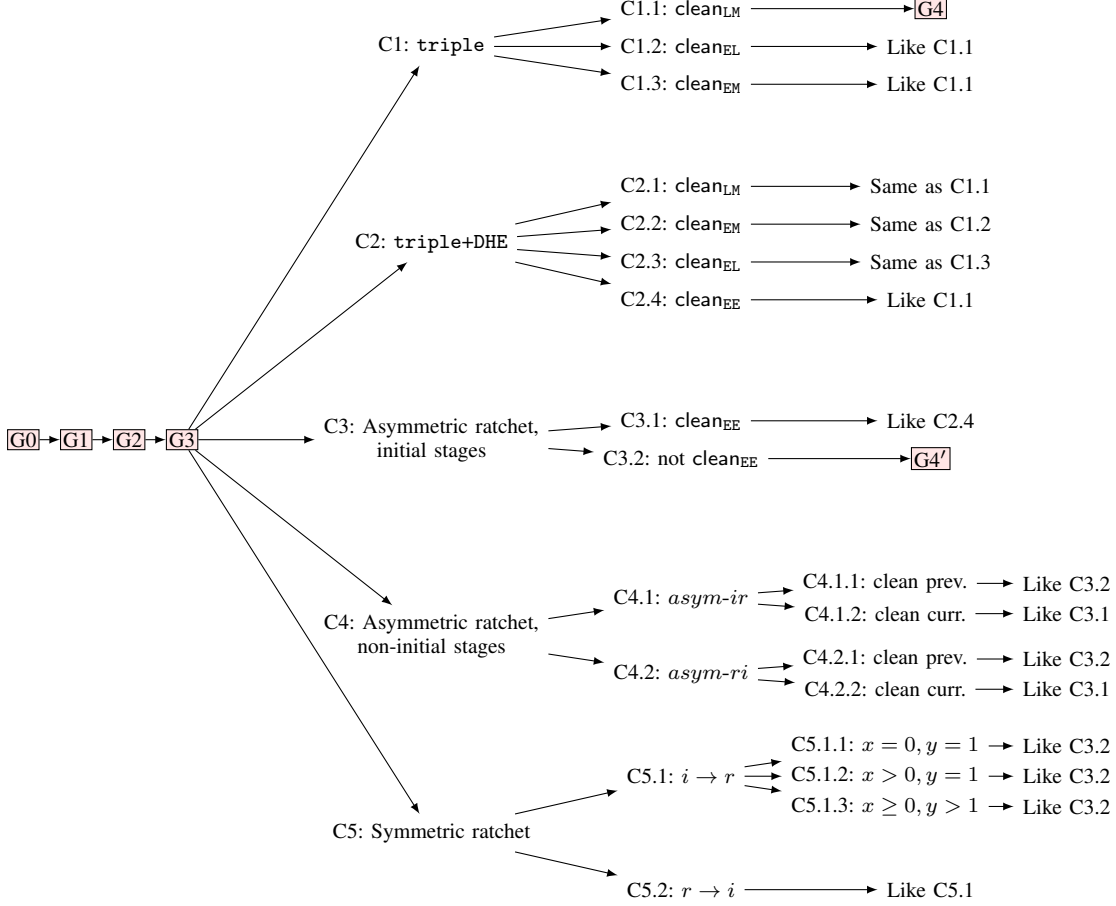 C1: triple
C1.1: clean_LM
G4
C1.2: clean_EL
Like C1.1
C1.3: clean_EM
Like C1.1
C2: triple+DHE
C2.1: clean_LM
Same as C1.1
C2.2: clean_EM
Same as C1.2
C2.3: clean_EL
Same as C1.3
C2.4: clean_EE
Like C1.1
G0
G1
G2
G3
C3: Asymmetric ratchet,
initial stages
C3.1: clean_EE
Like C2.4
C3.2: not clean_EE
G4′
C4: Asymmetric ratchet,
non-initial stages
C4.1: asym-ir
C4.1.1: clean prev.
Like C3.2
C4.1.2: clean curr.
Like C3.1
C4.2: asym-ri
C4.2.1: clean prev.
Like C3.2
C4.2.2: clean curr.
Like C3.1
C5: Symmetric ratchet
C5.1: i → r
C5.1.1: x = 0, y = 1
Like C3.2
C5.1.2: x > 0, y = 1
Like C3.2
C5.1.3: x ≥ 0, y > 1
Like C3.2
C5.2: r → i
Like C5.1